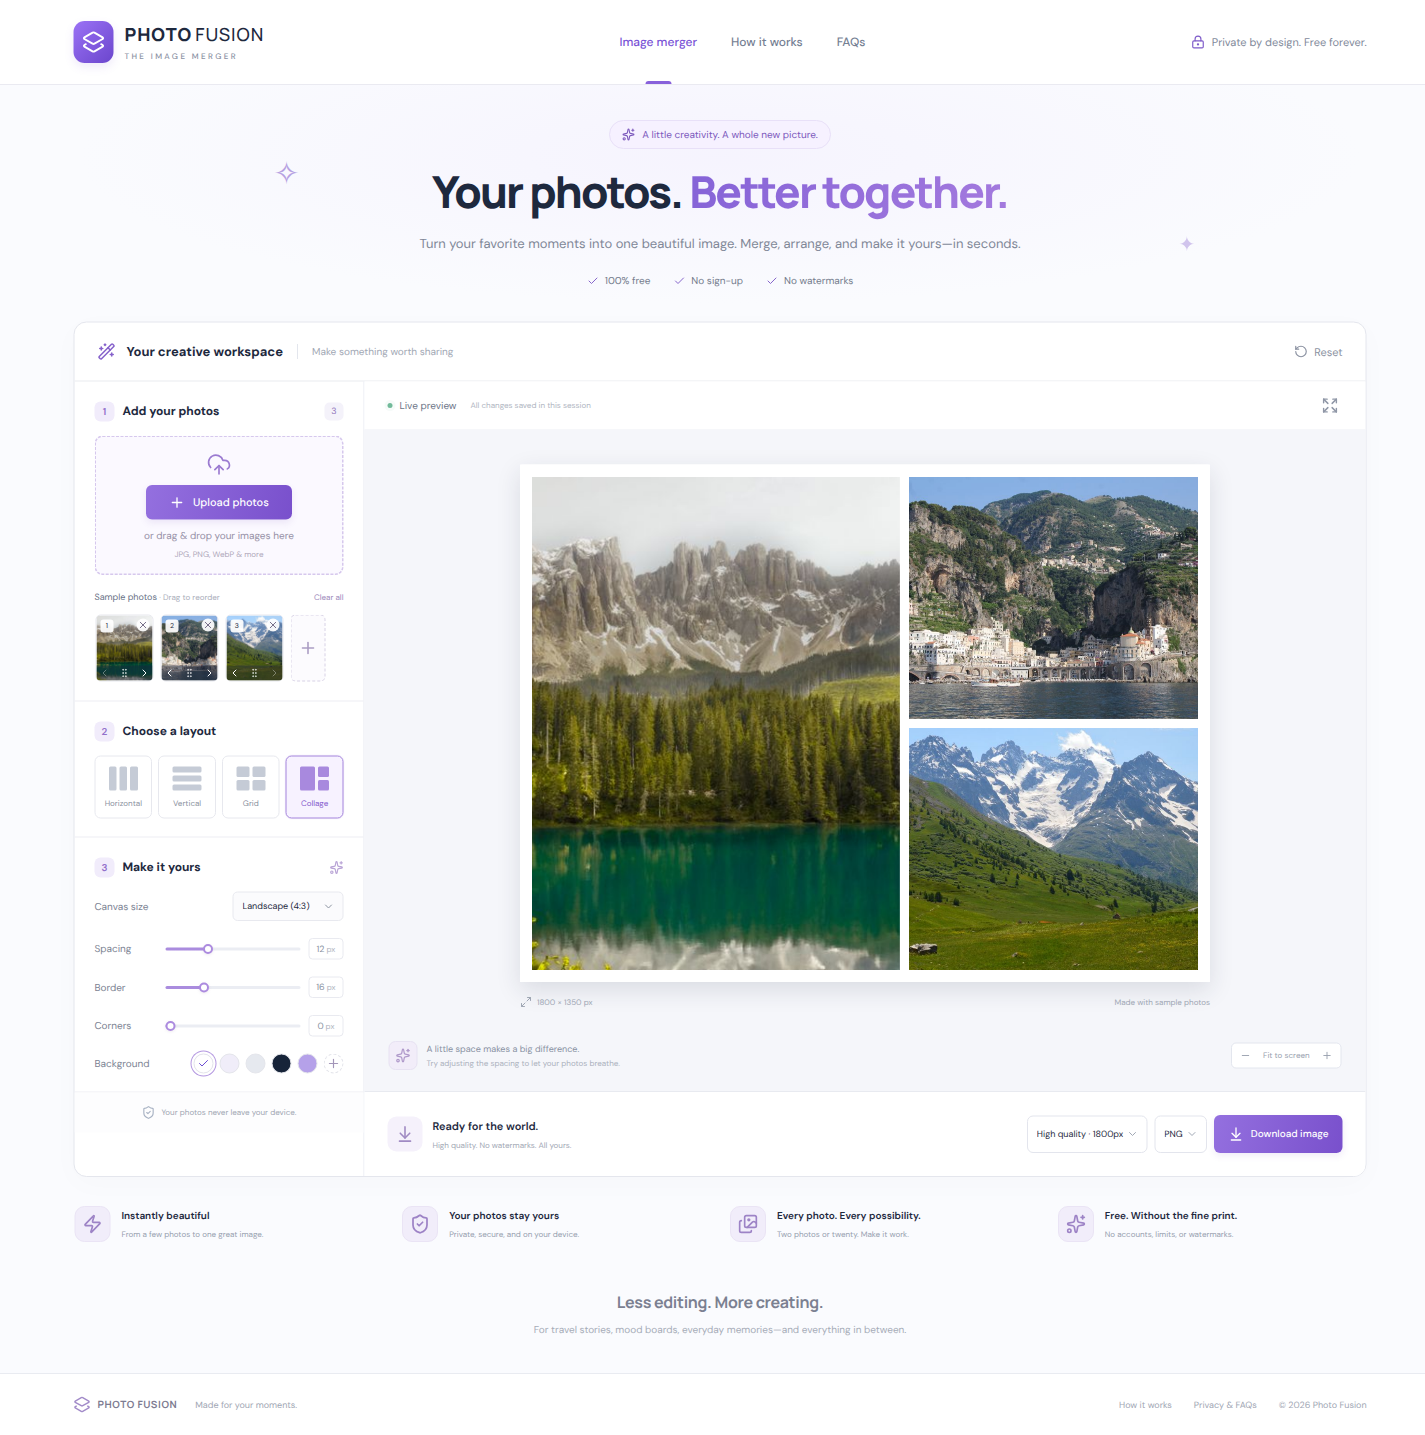 PHOTO FUSION
THE IMAGE MERGER
Image merger
How it works
FAQs
Private by design. Free forever.
A little creativity. A whole new picture.
Your photos. Better together.
Turn your favorite moments into one beautiful image. Merge, arrange, and make it yours—in seconds.
100% free
No sign-up
No watermarks
Your creative workspace
Make something worth sharing
Reset
1
Add your photos
3
Upload photos
or drag & drop your images here
JPG, PNG, WebP & more
Sample photos · Drag to reorder
Clear all
1
2
3
2
Choose a layout
Horizontal
Vertical
Grid
Collage
3
Make it yours
Canvas size
Landscape (4:3)
Spacing
12 px
Border
16 px
Corners
0 px
Background
Your photos never leave your device.
Live preview
All changes saved in this session
1800 × 1350 px
Made with sample photos
A little space makes a big difference.
Try adjusting the spacing to let your photos breathe.
Fit to screen
Ready for the world.
High quality. No watermarks. All yours.
High quality · 1800px
PNG
Download image
Instantly beautiful
From a few photos to one great image.
Your photos stay yours
Private, secure, and on your device.
Every photo. Every possibility.
Two photos or twenty. Make it work.
Free. Without the fine print.
No accounts, limits, or watermarks.
Less editing. More creating.
For travel stories, mood boards, everyday memories—and everything in between.
PHOTO FUSION
Made for your moments.
How it works
Privacy & FAQs
© 2026 Photo Fusion